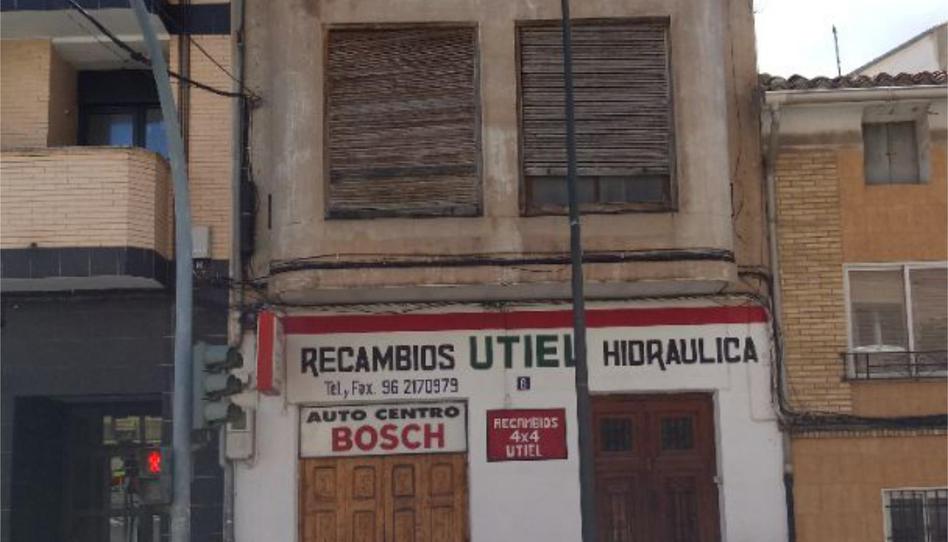 RECAMBIOS UTIEL HIDRAULICA
Tel. y Fax. 96 2170979
8
AUTO CENTRO
BOSCH
RECAMBIOS
4x4
UTIEL